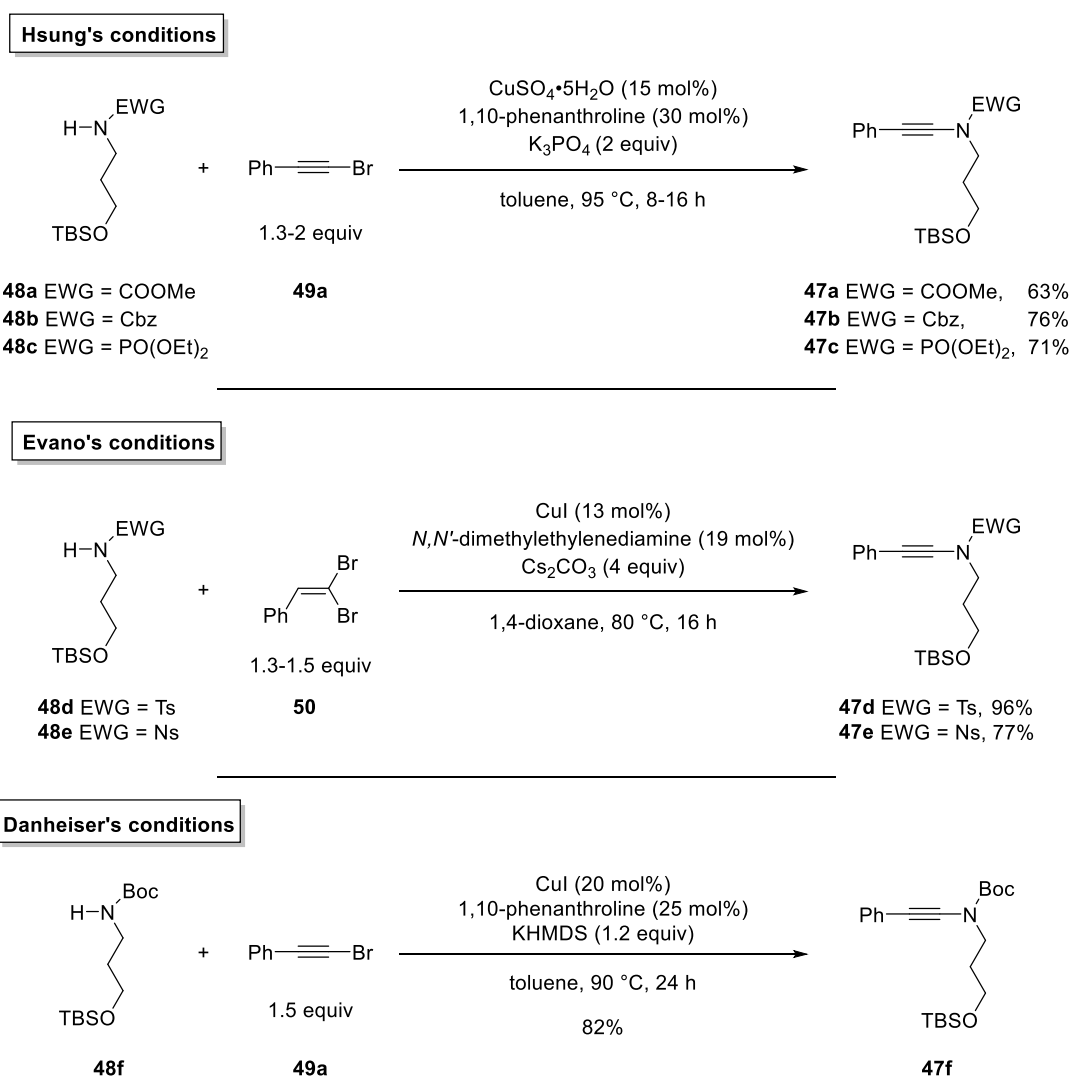 Hsung's conditions
H–N EWG
TBSO
+
Ph Br
1.3-2 equiv
CuSO₄•5H₂O (15 mol%)
1,10-phenanthroline (30 mol%)
K₃PO₄ (2 equiv)
toluene, 95 °C, 8-16 h
Ph N EWG
TBSO
48a EWG = COOMe
48b EWG = Cbz
48c EWG = PO(OEt)₂
49a
47a EWG = COOMe, 63%
47b EWG = Cbz, 76%
47c EWG = PO(OEt)₂, 71%
Evano's conditions
H–N EWG
TBSO
+
Ph Br Br
1.3-1.5 equiv
CuI (13 mol%)
N,N'-dimethylethylenediamine (19 mol%)
Cs₂CO₃ (4 equiv)
1,4-dioxane, 80 °C, 16 h
Ph N EWG
TBSO
48d EWG = Ts
48e EWG = Ns
50
47d EWG = Ts, 96%
47e EWG = Ns, 77%
Danheiser's conditions
H–N Boc
TBSO
+
Ph Br
1.5 equiv
CuI (20 mol%)
1,10-phenanthroline (25 mol%)
KHMDS (1.2 equiv)
toluene, 90 °C, 24 h
82%
Ph N Boc
TBSO
48f
49a
47f